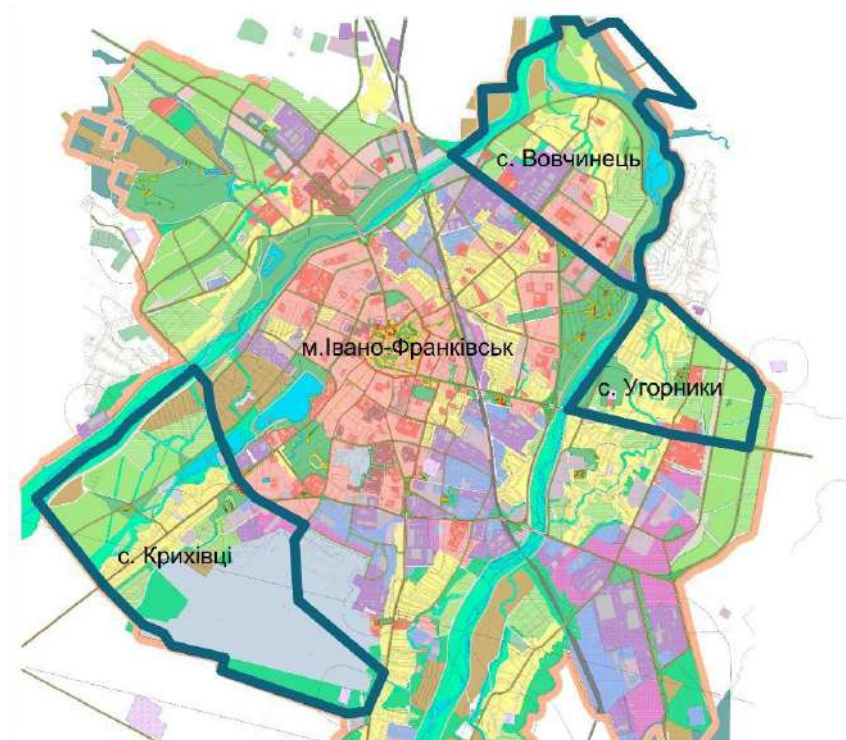 с. Вовчинець
м.Івано-Франківськ
с. Угорники
с. Крихівці